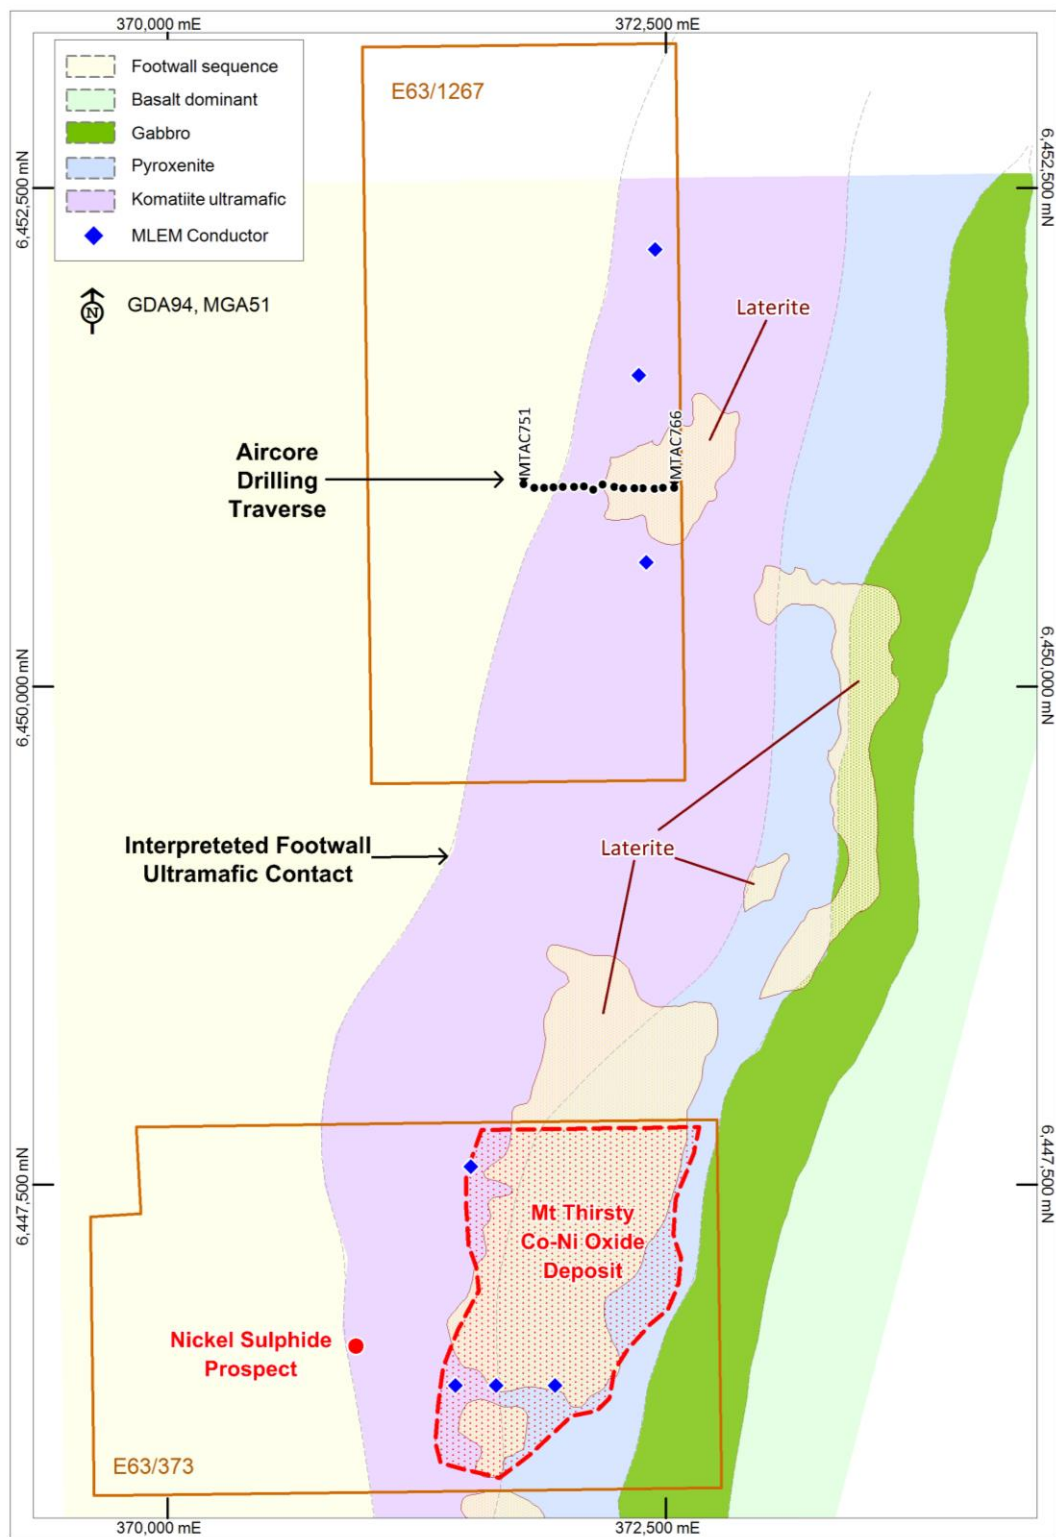 370,000 mE
372,500 mE
Footwall sequence
Basalt dominant
Gabbro
Pyroxenite
Komatiite ultramafic
MLEM Conductor
N
GDA94, MGA51
E63/1267
6,452,500 mN
6,452,500 mN
Laterite
MTAC751
MTAC766
Aircore
Drilling
Traverse
6,450,000 mN
6,450,000 mN
Interpreteted Footwall
Ultramafic Contact
Laterite
6,447,500 mN
6,447,500 mN
Mt Thirsty
Co-Ni Oxide
Deposit
Nickel Sulphide
Prospect
E63/373
370,000 mE
372,500 mE